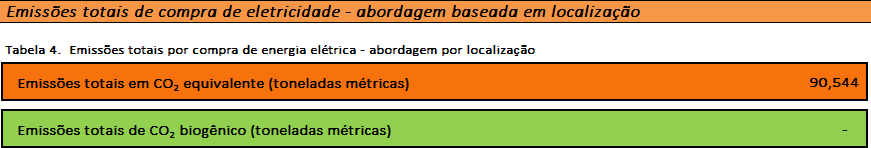 Emissões totais de compra de eletricidade - abordagem baseada em localização
Tabela 4. Emissões totais por compra de energia elétrica - abordagem por localização
Emissões totais em CO₂ equivalente (toneladas métricas) 90,544
Emissões totais de CO₂ biogênico (toneladas métricas) -